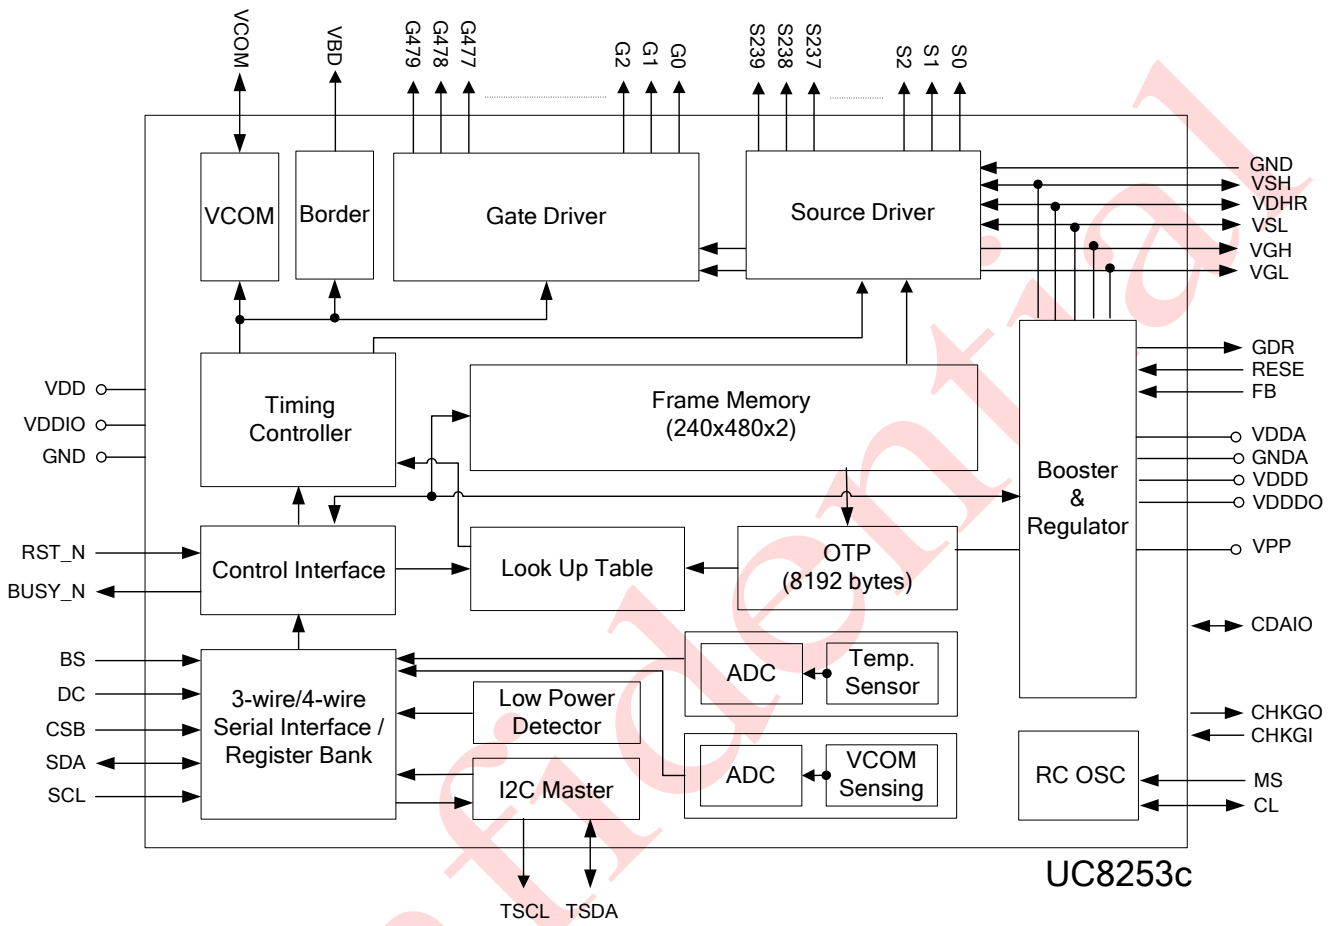 VCOM
VBD
G479
G478
G477
G2
G1
G0
S239
S238
S237
S2
S1
S0
VCOM
Border
Gate Driver
Source Driver
GND
VSH
VDHR
VSL
VGH
VGL
VDD
VDDIO
GND
Timing
Controller
Frame Memory
(240x480x2)
Booster
&
Regulator
GDR
RESE
FB
VDDA
GNDA
VDDD
VDDDO
VPP
RST_N
BUSY_N
Control Interface
Look Up Table
OTP
(8192 bytes)
CDAIO
BS
DC
CSB
SDA
SCL
3-wire/4-wire
Serial Interface /
Register Bank
Low Power
Detector
I2C Master
ADC
Temp.
Sensor
ADC
VCOM
Sensing
RC OSC
CHKGO
CHKGI
MS
CL
TSCL
TSDA
UC8253c
fidential